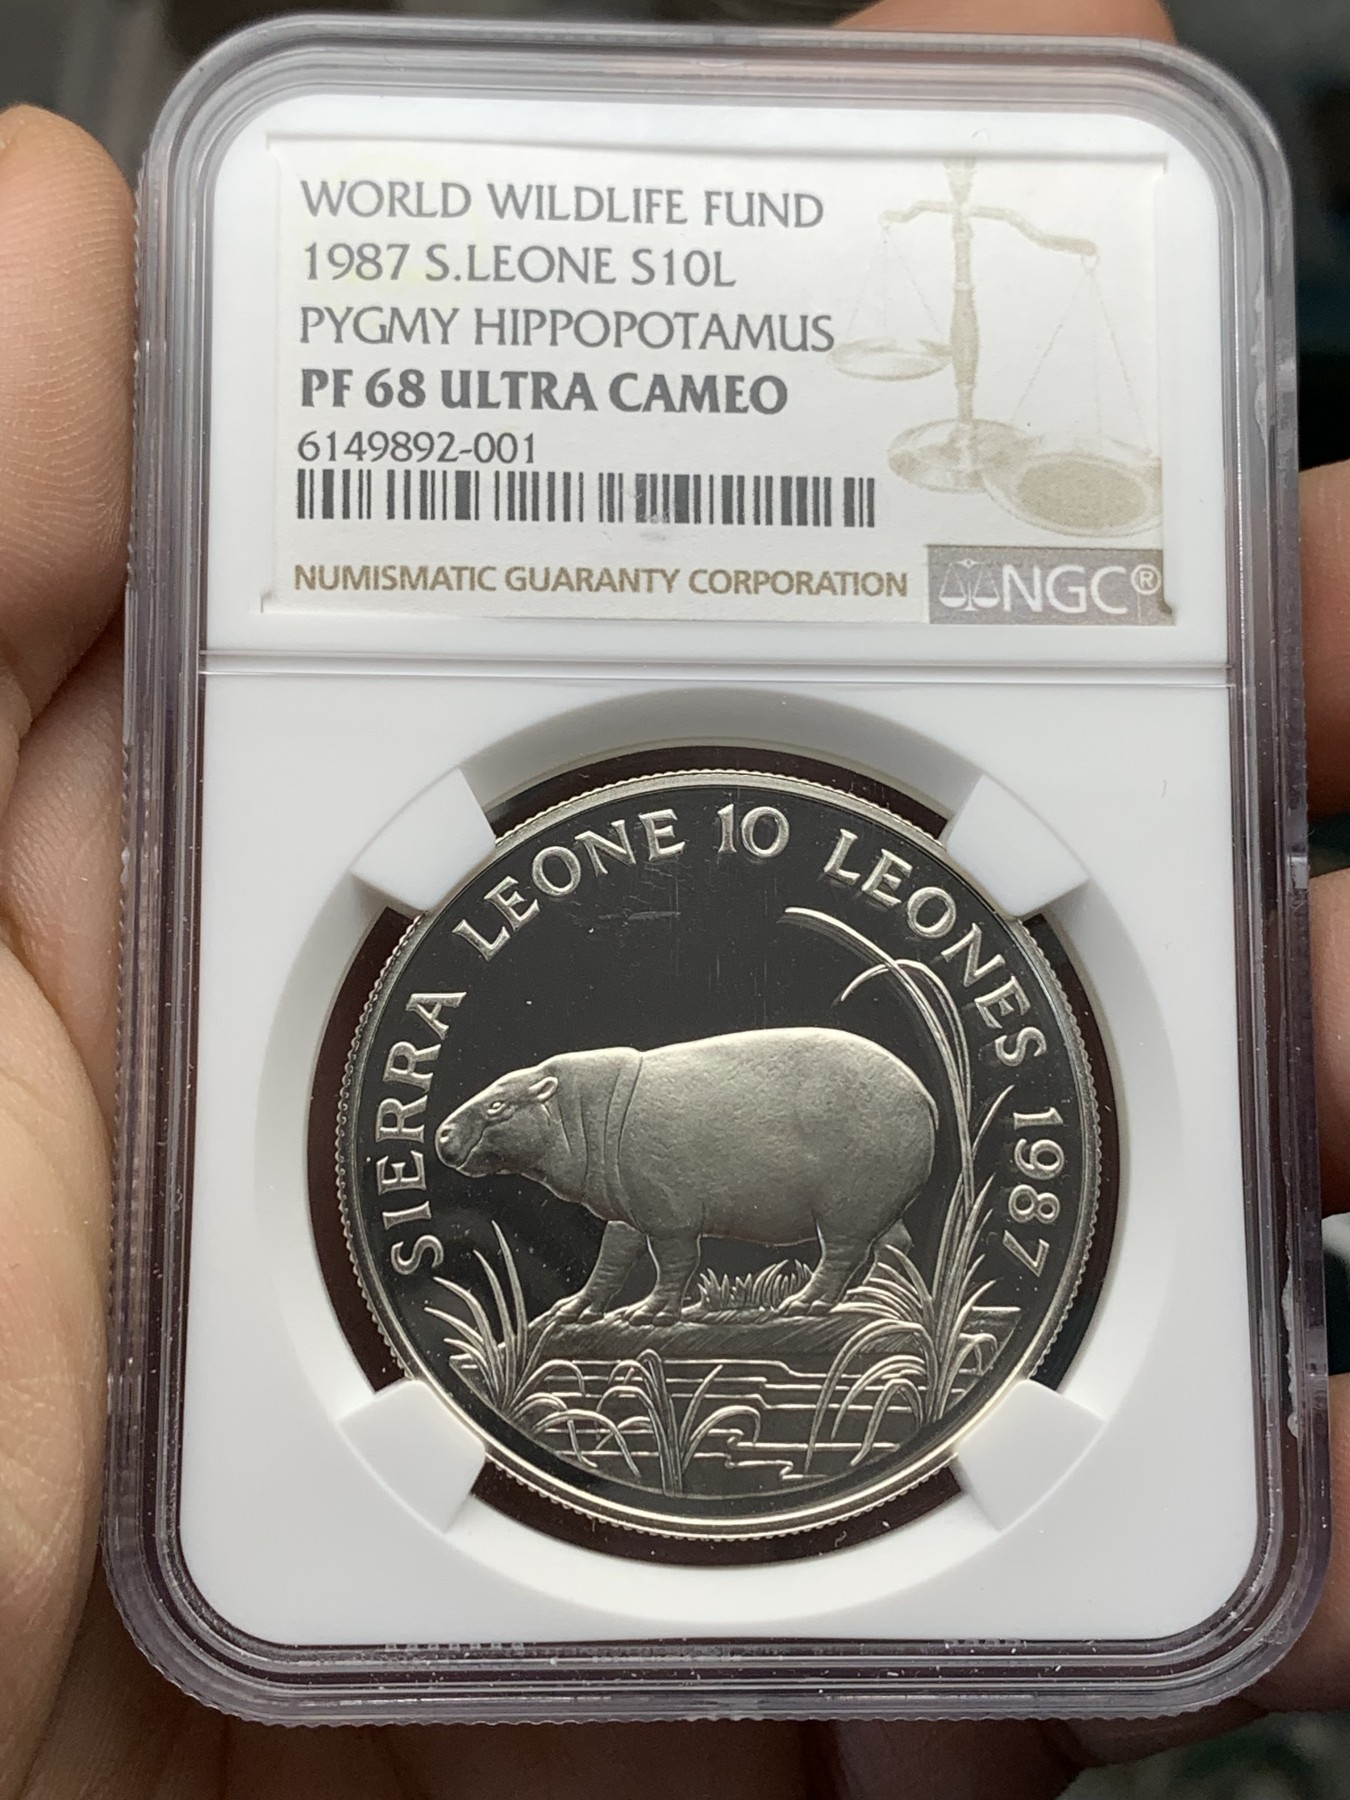 WORLD WILDLIFE FUND
1987 S.LEONE S10L
PYGMY HIPPOPOTAMUS
PF 68 ULTRA CAMEO
6149892-001
NUMISMATIC GUARANTY CORPORATION NGC®
SIERRA LEONE 10 LEONES 1987